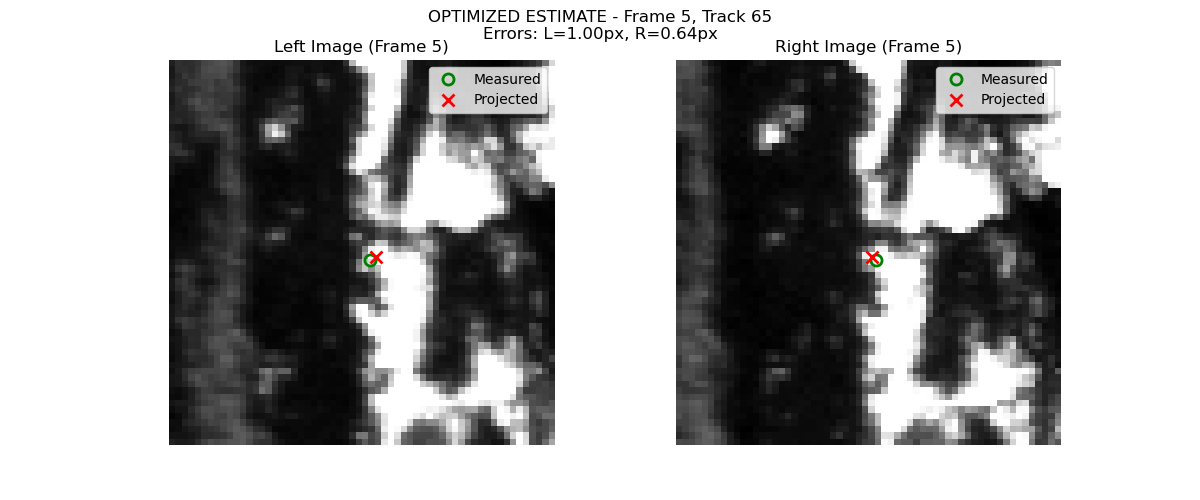 OPTIMIZED ESTIMATE - Frame 5, Track 65
Errors: L=1.00px, R=0.64px
Left Image (Frame 5)
Measured
Projected
Right Image (Frame 5)
Measured
Projected